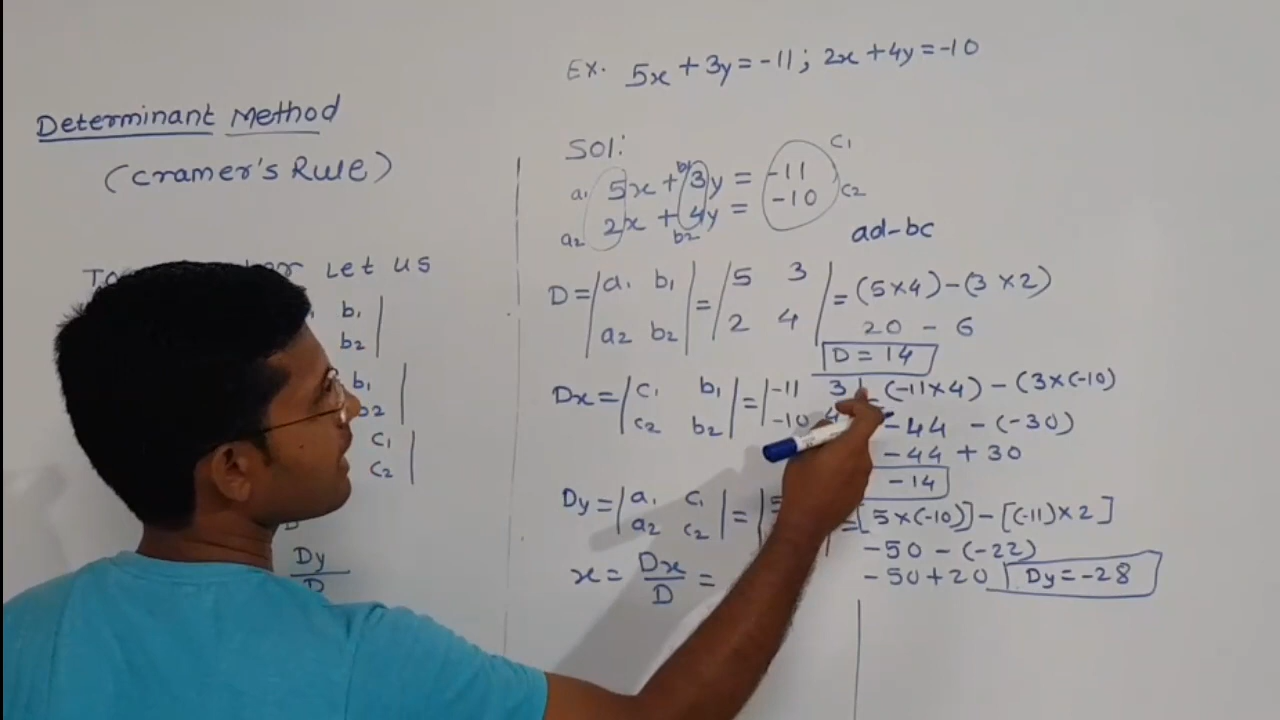 Determinant Method
(Cramer's Rule)
Let us
b₁
b₂
b₁
b2
c₁
c₂
Dy
D
Ex. 5x + 3y = -11; 2x + 4y = -10
Sol:
a₁ 5x + b₁ 3y = -11 c₁
a₂ 2x + 4y = -10 c₂
b₂
ad-bc
D = | a₁ b₁ | = | 5 3 | = (5×4) - (3×2)
a₂ b₂ 2 4 20 - 6
D = 14
Dx = | c₁ b₁ | = | -11 3 | = (-11×4) - (3×(-10)
c₂ b₂ -10 4 -44 - (-30)
-44 + 30
-14
Dy = | a₁ c₁ | = | 5 = [5×(-10)] - [(-11)×2]
a₂ c₂ -50 - (-22)
-50+20 Dy = -28
x = Dx =
D